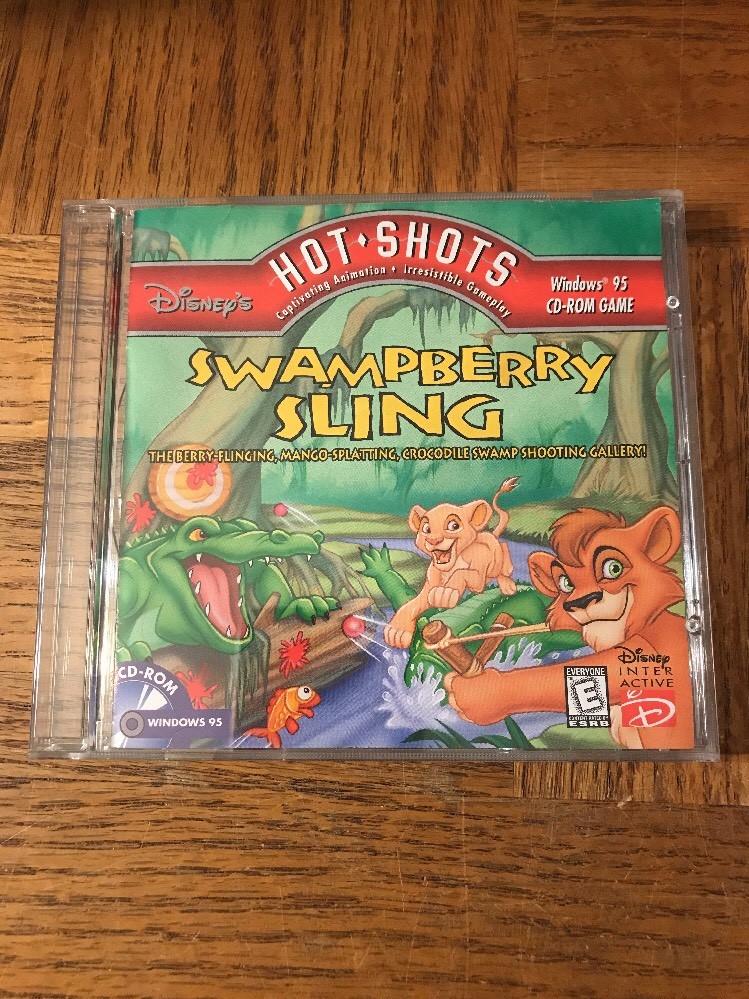 HOT•SHOTS
Captivating Animation • Irresistible Gameplay
Disney's
Windows® 95
CD-ROM GAME
SWAMPBERRY
SLING
THE BERRY-FLINGING, MANGO-SPLATTING, CROCODILE SWAMP SHOOTING GALLERY!
CD-ROM
WINDOWS 95
EVERYONE
E
CONTENT RATED BY
ESRB
Disney
INTER
ACTIVE
D